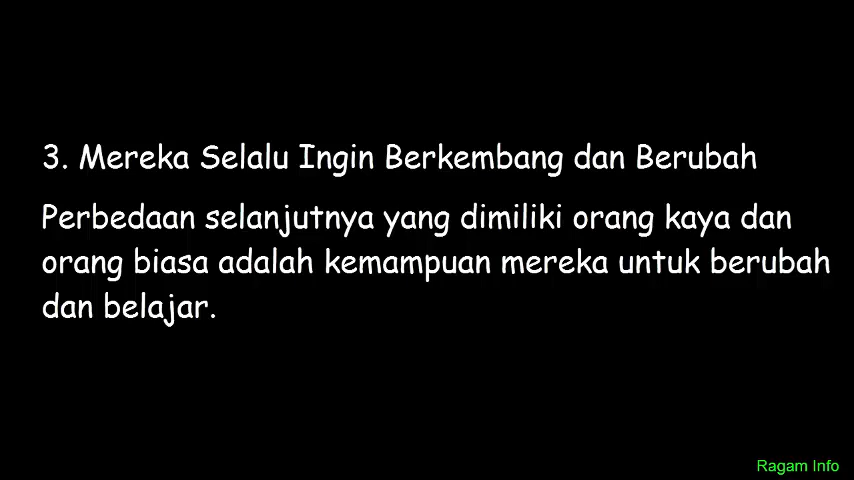 3. Mereka Selalu Ingin Berkembang dan Berubah
Perbedaan selanjutnya yang dimiliki orang kaya dan
orang biasa adalah kemampuan mereka untuk berubah
dan belajar.
Ragam Info